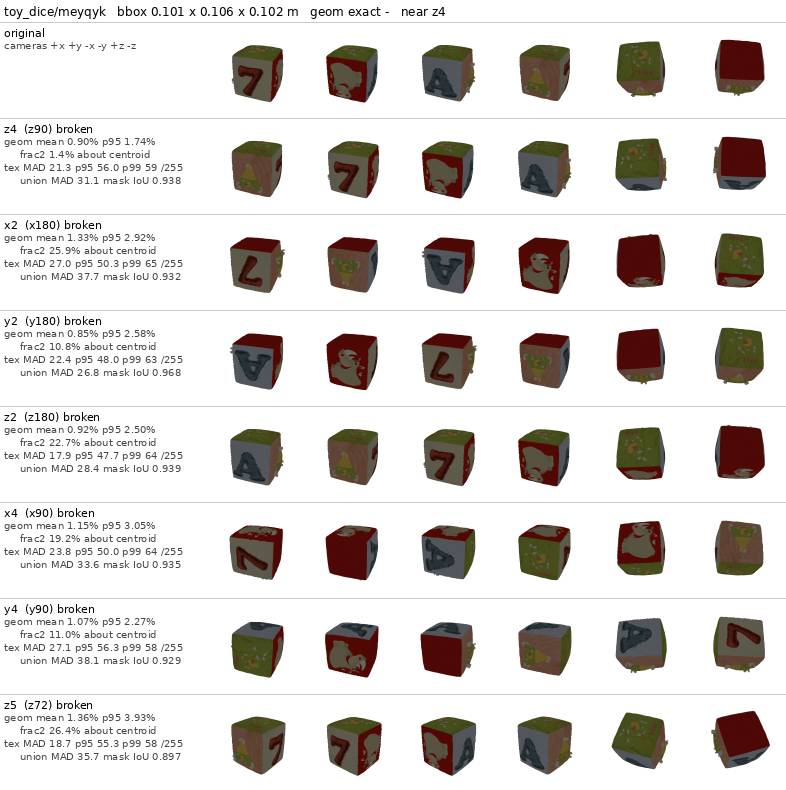 toy_dice/meyqyk bbox 0.101 x 0.106 x 0.102 m geom exact - near z4
original
cameras +x +y -x -y +z -z
7 A
z4 (z90) broken
geom mean 0.90% p95 1.74%
frac2 1.4% about centroid
tex MAD 21.3 p95 56.0 p99 59 /255
union MAD 31.1 mask IoU 0.938
7 A
x2 (x180) broken
geom mean 1.33% p95 2.92%
frac2 25.9% about centroid
tex MAD 27.0 p95 50.3 p99 65 /255
union MAD 37.7 mask IoU 0.932
7 A
y2 (y180) broken
geom mean 0.85% p95 2.58%
frac2 10.8% about centroid
tex MAD 22.4 p95 48.0 p99 63 /255
union MAD 26.8 mask IoU 0.968
A 7
z2 (z180) broken
geom mean 0.92% p95 2.50%
frac2 22.7% about centroid
tex MAD 17.9 p95 47.7 p99 64 /255
union MAD 28.4 mask IoU 0.939
A 7
x4 (x90) broken
geom mean 1.15% p95 3.05%
frac2 19.2% about centroid
tex MAD 23.8 p95 50.0 p99 64 /255
union MAD 33.6 mask IoU 0.935
7 A
y4 (y90) broken
geom mean 1.07% p95 2.27%
frac2 11.0% about centroid
tex MAD 27.1 p95 56.3 p99 58 /255
union MAD 38.1 mask IoU 0.929
A A A 7
z5 (z72) broken
geom mean 1.36% p95 3.93%
frac2 26.4% about centroid
tex MAD 18.7 p95 55.3 p99 58 /255
union MAD 35.7 mask IoU 0.897
7 7 A A